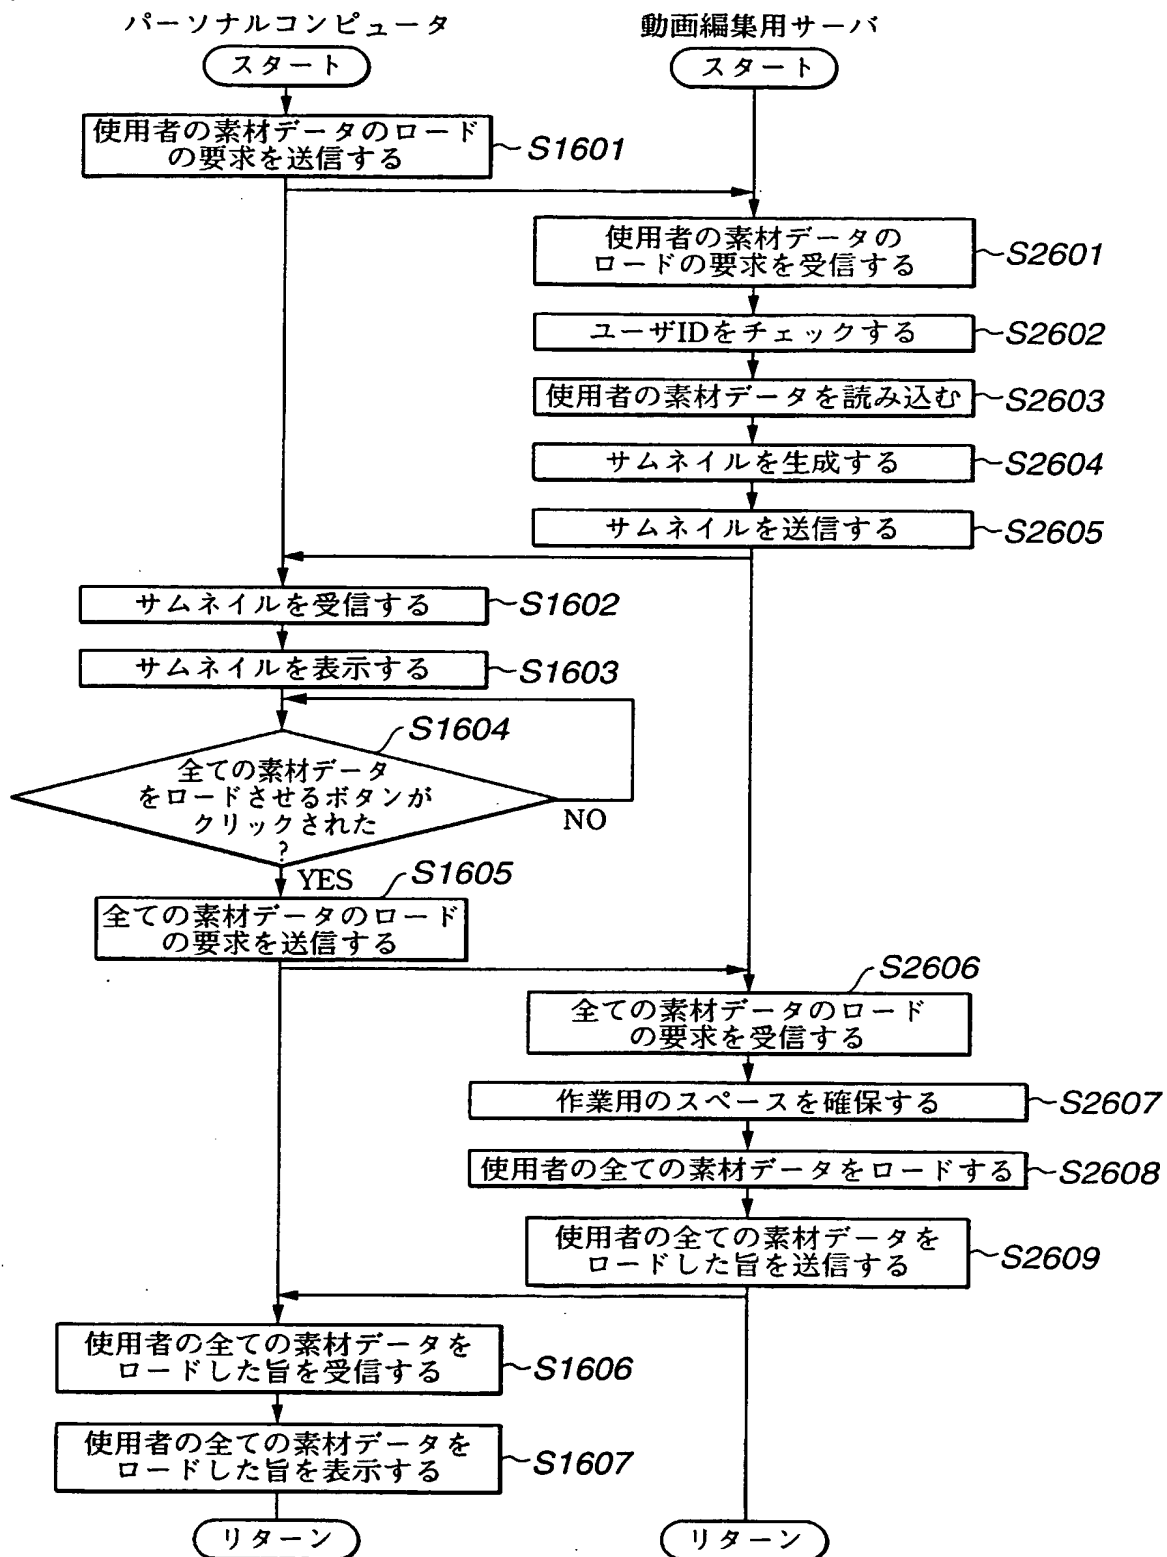 パーソナルコンピュータ
動画編集用サーバ
スタート
スタート
使用者の素材データのロード
の要求を送信する
S1601
使用者の素材データの
ロードの要求を受信する
S2601
ユーザIDをチェックする
S2602
使用者の素材データを読み込む
S2603
サムネイルを生成する
S2604
サムネイルを送信する
S2605
サムネイルを受信する
S1602
サムネイルを表示する
S1603
S1604
全ての素材データ
をロードさせるボタンが
クリックされた
?
NO
YES
S1605
全ての素材データのロード
の要求を送信する
S2606
全ての素材データのロード
の要求を受信する
作業用のスペースを確保する
S2607
使用者の全ての素材データをロードする
S2608
使用者の全ての素材データを
ロードした旨を送信する
S2609
使用者の全ての素材データを
ロードした旨を受信する
S1606
使用者の全ての素材データを
ロードした旨を表示する
S1607
リターン
リターン